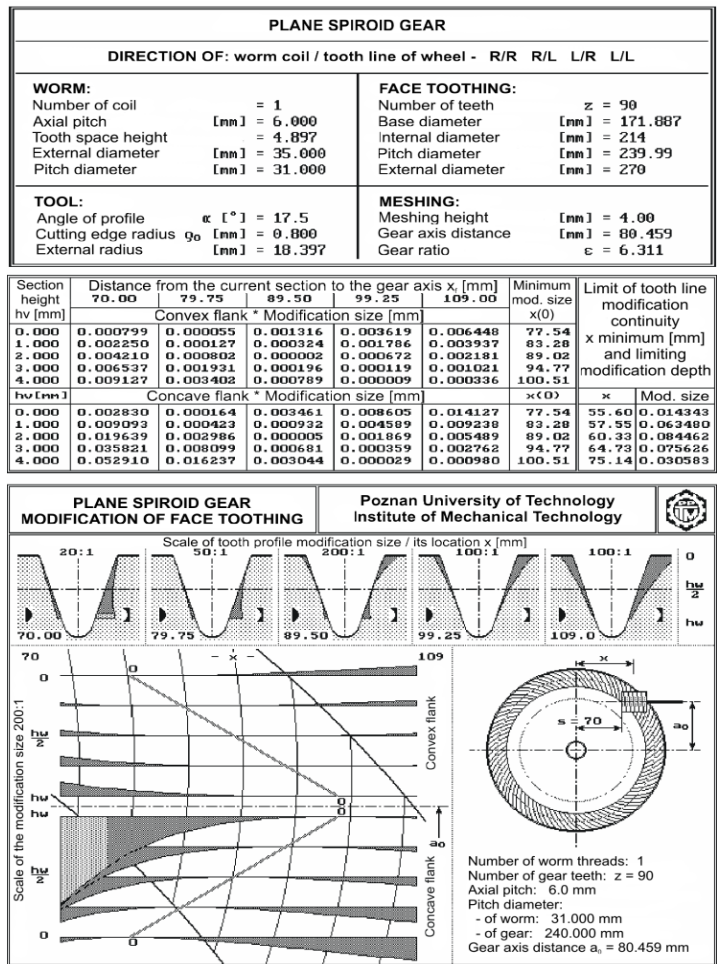 PLANE SPIROID GEAR
DIRECTION OF: worm coil / tooth line of wheel - R/R R/L L/R L/L
WORM:
Number of coil = 1
Axial pitch [mm] = 6.000
Tooth space height = 4.897
External diameter [mm] = 35.000
Pitch diameter [mm] = 31.000
FACE TOOTHING:
Number of teeth z = 90
Base diameter [mm] = 171.887
Internal diameter [mm] = 214
Pitch diameter [mm] = 239.99
External diameter [mm] = 270
TOOL:
Angle of profile α [°] = 17.5
Cutting edge radius g₀ [mm] = 0.800
External radius [mm] = 18.397
MESHING:
Meshing height [mm] = 4.00
Gear axis distance [mm] = 80.459
Gear ratio ε = 6.311
Section height hv [mm]
Distance from the current section to the gear axis xᵣ [mm]
70.00 79.75 89.50 99.25 109.00
Minimum mod. size x(0)
Limit of tooth line modification continuity x minimum [mm] and limiting modification depth
Convex flank * Modification size [mm]
0.000 0.000799 0.000055 0.001316 0.003619 0.006448 77.54
1.000 0.002250 0.000127 0.000324 0.001786 0.003937 83.28
2.000 0.004210 0.000802 0.000002 0.000672 0.002181 89.02
3.000 0.006537 0.001931 0.000196 0.000119 0.001021 94.77
4.000 0.009127 0.003402 0.000789 0.000009 0.000336 100.51
hv[mm] Concave flank * Modification size [mm] x(0) x Mod. size
0.000 0.002830 0.000164 0.003461 0.008605 0.014127 77.54 55.60 0.014343
1.000 0.009093 0.000423 0.000932 0.004589 0.009238 83.28 57.55 0.063480
2.000 0.019639 0.002986 0.000005 0.001869 0.005489 89.02 60.33 0.084462
3.000 0.035821 0.008099 0.000681 0.000359 0.002762 94.77 64.73 0.075626
4.000 0.052910 0.016237 0.003044 0.000029 0.000980 100.51 75.14 0.030583
PLANE SPIROID GEAR
MODIFICATION OF FACE TOOTHING
Poznan University of Technology
Institute of Mechanical Technology
Scale of tooth profile modification size / its location x [mm]
20:1 50:1 200:1 100:1 100:1
0
hw/2
hw
70.00 79.75 89.50 99.25 109.0
70 - x - 109
0 0
hw/2
hw 0
hw 0
hw/2
0 0
Scale of the modification size 200:1
Convex flank
a₀
Concave flank
x
s = 70
a₀
Number of worm threads: 1
Number of gear teeth: z = 90
Axial pitch: 6.0 mm
Pitch diameter:
- of worm: 31.000 mm
- of gear: 240.000 mm
Gear axis distance aₕ = 80.459 mm